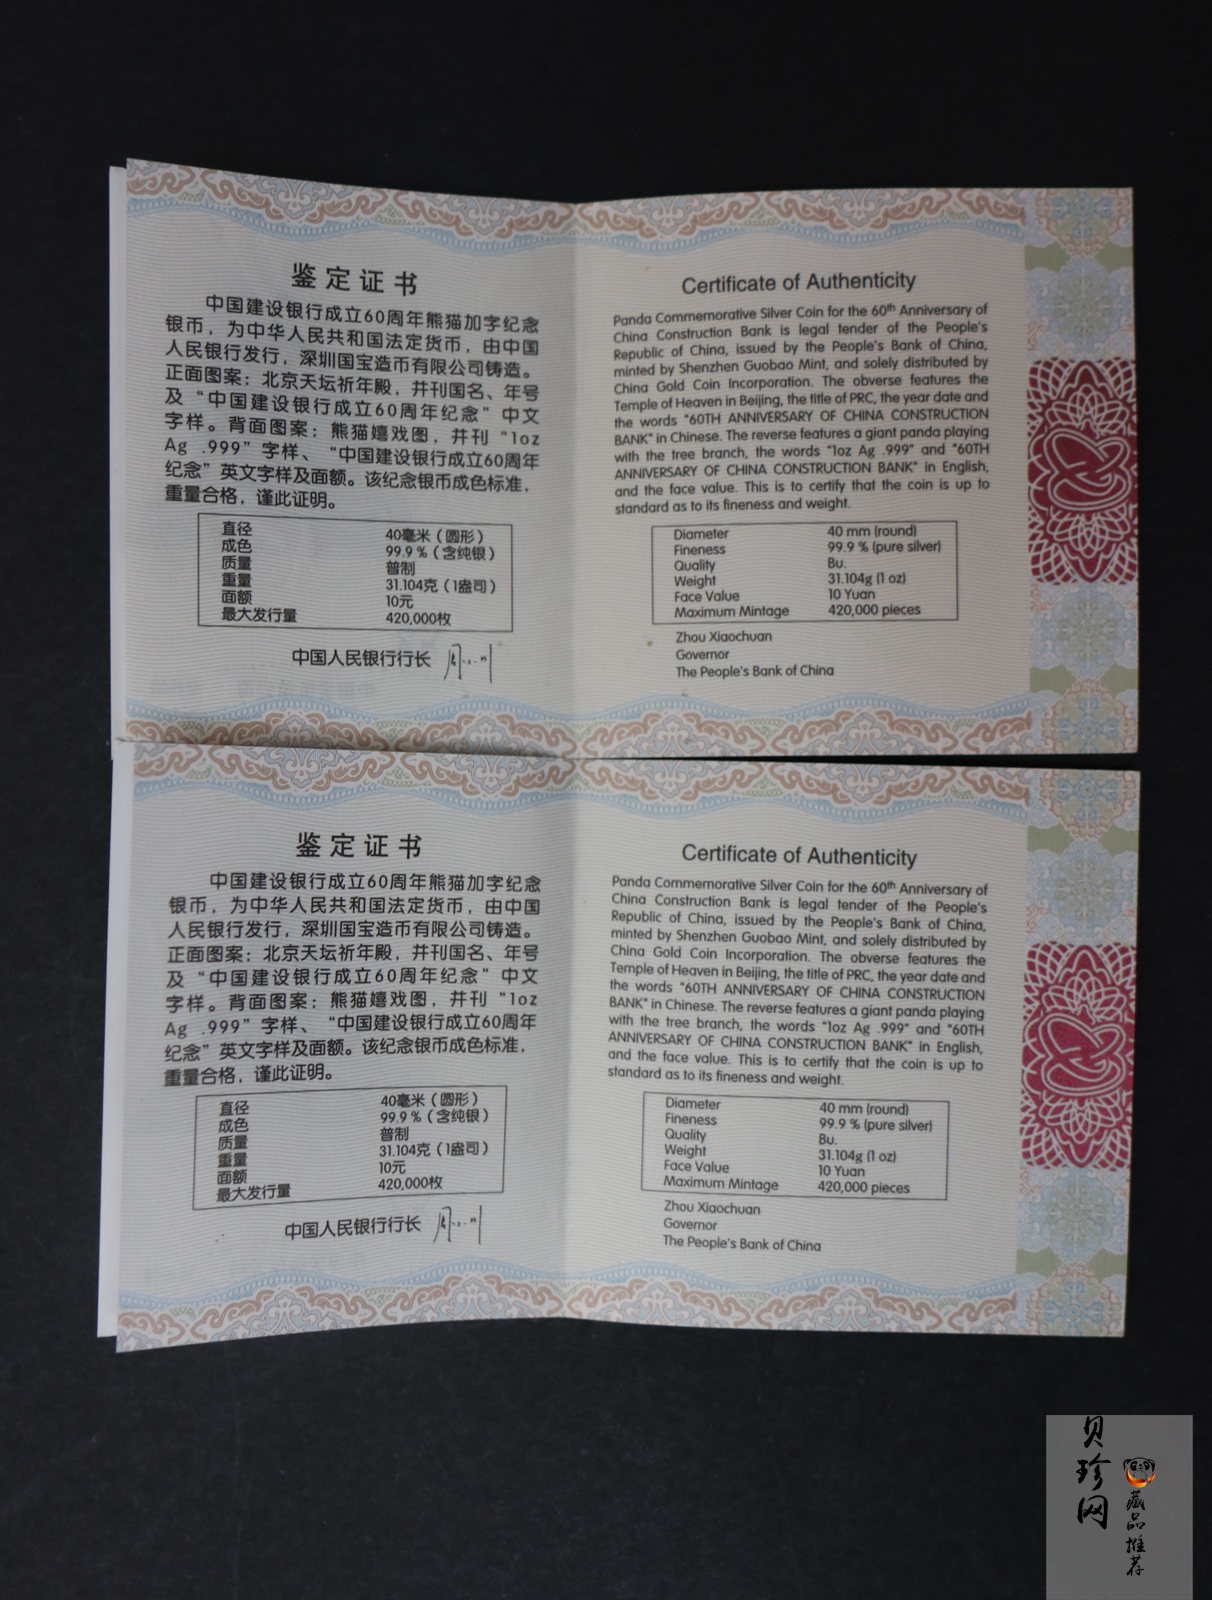 鉴定证书
中国建设银行成立60周年熊猫加字纪念
银币，为中华人民共和国法定货币，由中国
人民银行发行，深圳国宝造币有限公司铸造。
正面图案：北京天坛祈年殿，并刊国名、年号
及“中国建设银行成立60周年纪念”中文
字样。背面图案：熊猫嬉戏图，并刊“1oz
Ag .999”字样、“中国建设银行成立60周年
纪念”英文字样及面额。该纪念银币成色标准，
重量合格，谨此证明。
直径 40毫米（圆形）
成色 99.9％（含纯银）
质量 普制
重量 31.104克（1盎司）
面额 10元
最大发行量 420,000枚
中国人民银行行长
Certificate of Authenticity
Panda Commemorative Silver Coin for the 60th Anniversary of
China Construction Bank is legal tender of the People's
Republic of China, issued by the People's Bank of China,
minted by Shenzhen Guobao Mint, and solely distributed by
China Gold Coin Incorporation. The obverse features the
Temple of Heaven in Beijing, the title of PRC, the year date and
the words "60TH ANNIVERSARY OF CHINA CONSTRUCTION
BANK" in Chinese. The reverse features a giant panda playing
with the tree branch, the words "1oz Ag .999" and "60TH
ANNIVERSARY OF CHINA CONSTRUCTION BANK" in English,
and the face value. This is to certify that the coin is up to
standard as to its fineness and weight.
Diameter 40 mm (round)
Fineness 99.9 % (pure silver)
Quality Bu.
Weight 31.104g (1 oz)
Face Value 10 Yuan
Maximum Mintage 420,000 pieces
Zhou Xiaochuan
Governor
The People's Bank of China
鉴定证书
中国建设银行成立60周年熊猫加字纪念
银币，为中华人民共和国法定货币，由中国
人民银行发行，深圳国宝造币有限公司铸造。
正面图案：北京天坛祈年殿，并刊国名、年号
及“中国建设银行成立60周年纪念”中文
字样。背面图案：熊猫嬉戏图，并刊“1oz
Ag .999”字样、“中国建设银行成立60周年
纪念”英文字样及面额。该纪念银币成色标准，
重量合格，谨此证明。
直径 40毫米（圆形）
成色 99.9％（含纯银）
质量 普制
重量 31.104克（1盎司）
面额 10元
最大发行量 420,000枚
中国人民银行行长
Certificate of Authenticity
Panda Commemorative Silver Coin for the 60th Anniversary of
China Construction Bank is legal tender of the People's
Republic of China, issued by the People's Bank of China,
minted by Shenzhen Guobao Mint, and solely distributed by
China Gold Coin Incorporation. The obverse features the
Temple of Heaven in Beijing, the title of PRC, the year date and
the words "60TH ANNIVERSARY OF CHINA CONSTRUCTION
BANK" in Chinese. The reverse features a giant panda playing
with the tree branch, the words "1oz Ag .999" and "60TH
ANNIVERSARY OF CHINA CONSTRUCTION BANK" in English,
and the face value. This is to certify that the coin is up to
standard as to its fineness and weight.
Diameter 40 mm (round)
Fineness 99.9 % (pure silver)
Quality Bu.
Weight 31.104g (1 oz)
Face Value 10 Yuan
Maximum Mintage 420,000 pieces
Zhou Xiaochuan
Governor
The People's Bank of China
贝珍网
藏品推荐